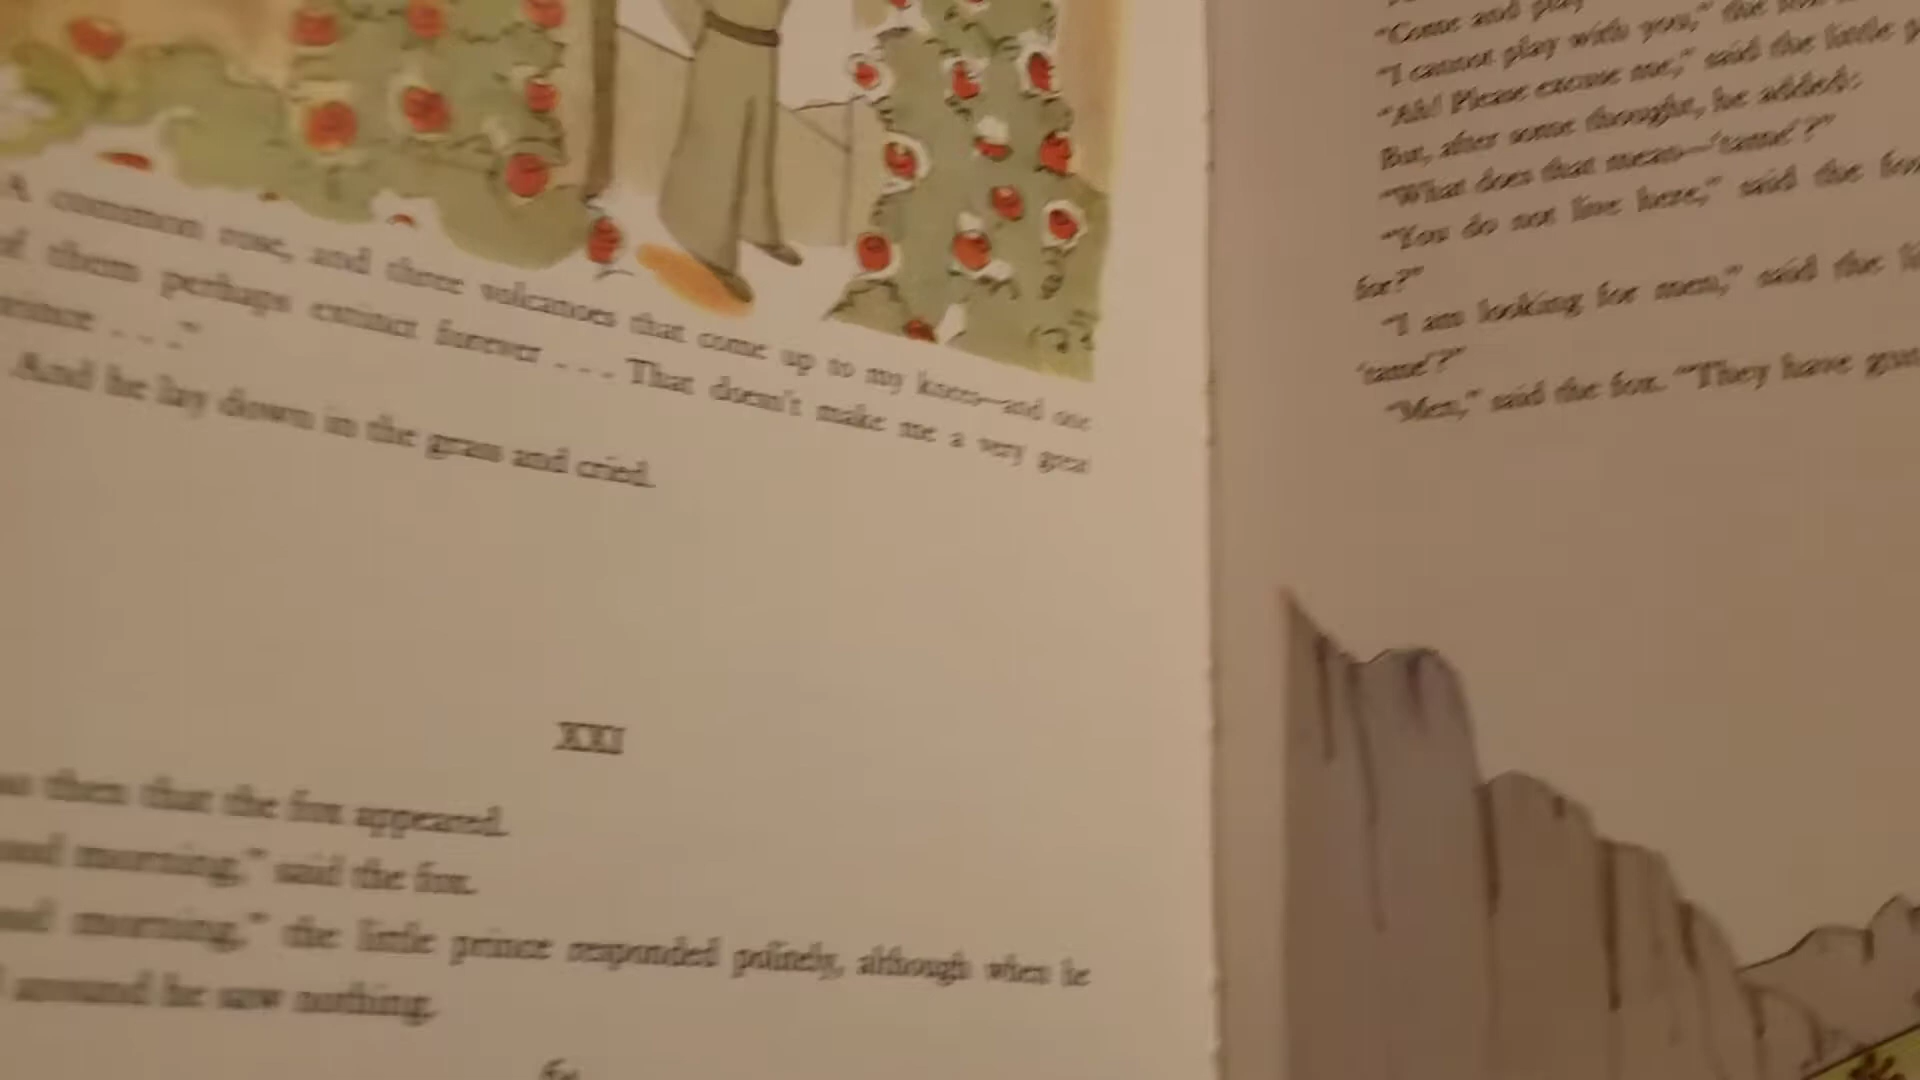 A common rose, and three volcanoes that come up to my knees—and one
of them perhaps extinct forever . . . That doesn't make me a very great
prince . . ."
And he lay down in the grass and cried.
XXI
then that the fox appeared.
morning," said the fox.
morning," the little prince responded politely, although when he
around he saw nothing.
"Come and play
"I cannot play with you," the fox
"Ah! Please excuse me," said the little
But, after some thought, he added:
"What does that mean—'tame'?"
"You do not live here," said the fox
for?"
"I am looking for men," said the
'tame'?"
"Men," said the fox. "They have